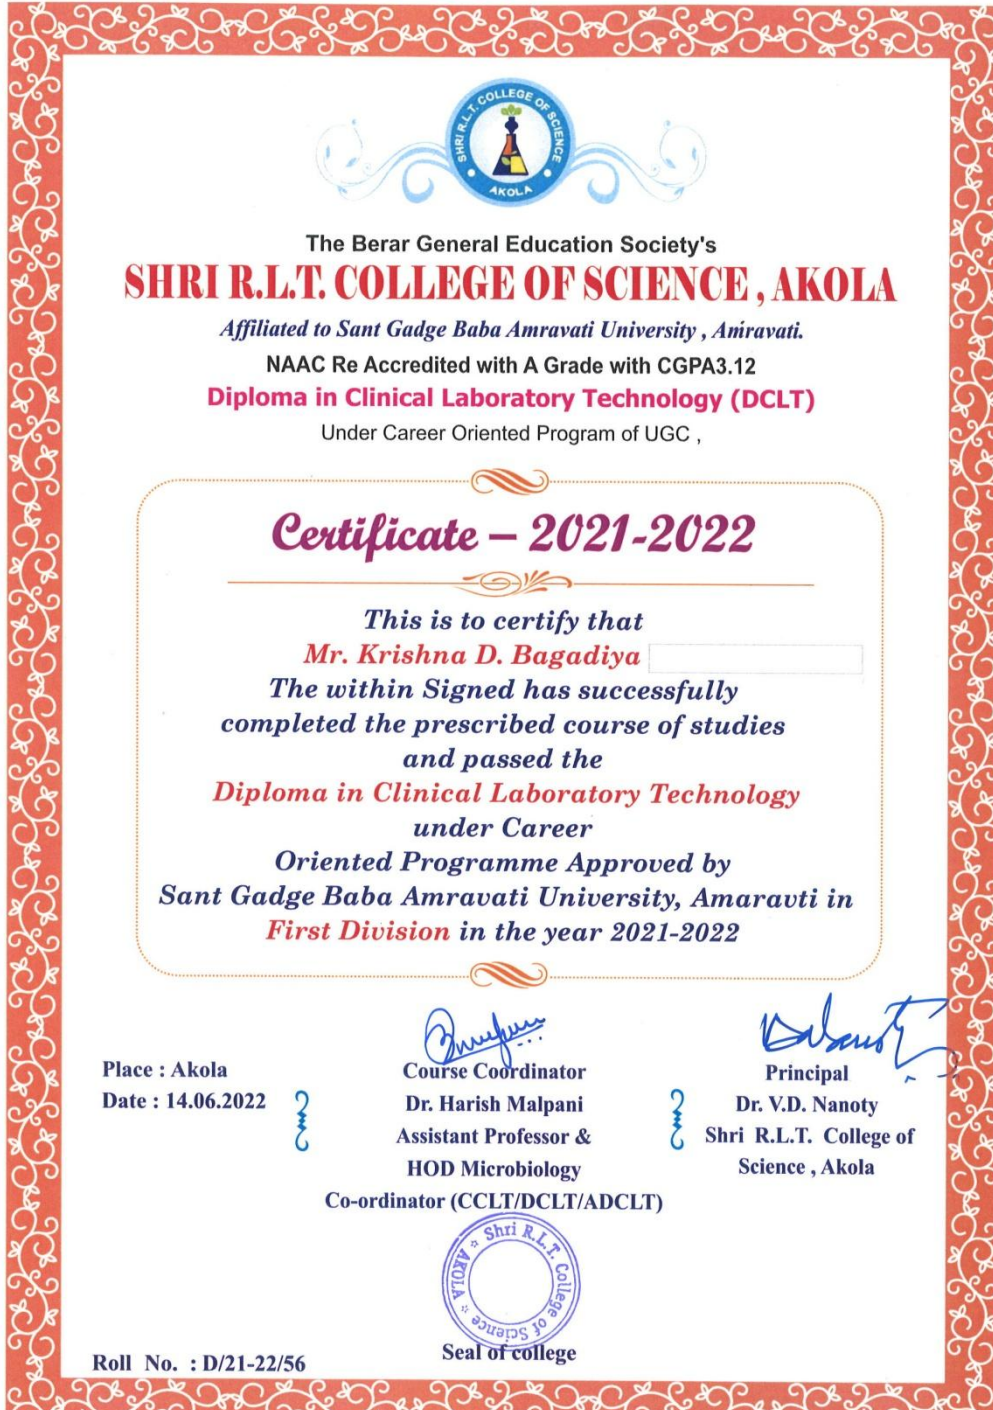 SHRI R.L.T. COLLEGE OF SCIENCE
AKOLA
The Berar General Education Society's
SHRI R.L.T. COLLEGE OF SCIENCE , AKOLA
Affiliated to Sant Gadge Baba Amravati University , Amravati.
NAAC Re Accredited with A Grade with CGPA3.12
Diploma in Clinical Laboratory Technology (DCLT)
Under Career Oriented Program of UGC ,
Certificate – 2021-2022
This is to certify that
Mr. Krishna D. Bagadiya
The within Signed has successfully
completed the prescribed course of studies
and passed the
Diploma in Clinical Laboratory Technology
under Career
Oriented Programme Approved by
Sant Gadge Baba Amravati University, Amaravti in
First Division in the year 2021-2022
Place : Akola
Date : 14.06.2022
Course Coordinator
Dr. Harish Malpani
Assistant Professor &
HOD Microbiology
Co-ordinator (CCLT/DCLT/ADCLT)
Principal
Dr. V.D. Nanoty
Shri R.L.T. College of
Science , Akola
Shri R.L.T. College of Science
AKOLA
Seal of college
Roll No. : D/21-22/56